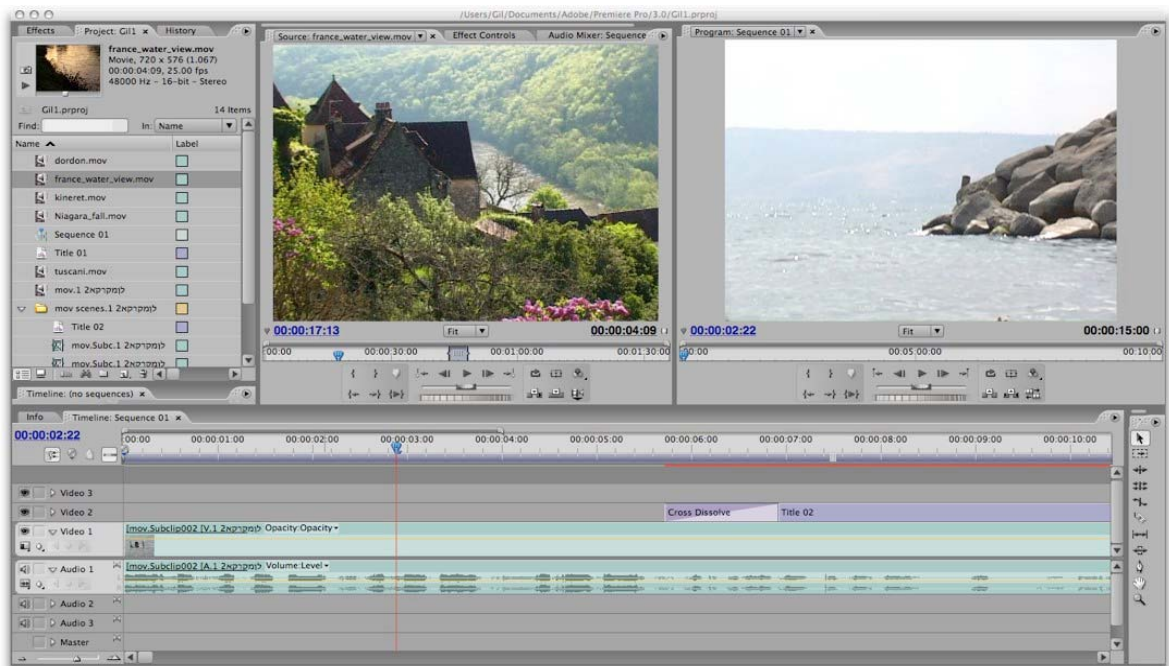 /Users/Gil/Documents/Adobe/Premiere Pro/3.0/Gil1.prproj
Effects Project: Gil1 × History
france_water_view.mov
Movie, 720 x 576 (1.067)
00:00:04:09, 25.00 fps
48000 Hz - 16-bit - Stereo
Gil1.prproj 14 Items
Find: In: Name
Name Label
dordon.mov
france_water_view.mov
kineret.mov
Niagara_fall.mov
Sequence 01
Title 01
tuscani.mov
mov.1 לומקרקא2
mov scenes.1 לומקרקא2
Title 02
mov.Subc.1 לומקרקא2
mov.Subc.1 לומקרקא2
Timeline: (no sequences) ×
Source: france_water_view.mov × Effect Controls Audio Mixer: Sequence
00:00:17:13 Fit 00:00:04:09
00:00 00:00:30:00 00:01:00:00 00:01:30:00
Program: Sequence 01 ×
00:00:02:22 Fit 00:00:15:00
00:00 00:05:00:00 00:10:00
Info Timeline: Sequence 01 ×
00:00:02:22
00:00 00:00:01:00 00:00:02:00 00:00:03:00 00:00:04:00 00:00:05:00 00:00:06:00 00:00:07:00 00:00:08:00 00:00:09:00 00:00:10:00
Video 3
Video 2 Cross Dissolve Title 02
Video 1 [mov.Subclip002 [V.1 לומקרקא2 Opacity:Opacity
Audio 1 [mov.Subclip002 [A.1 לומקרקא2 Volume:Level
Audio 2
Audio 3
Master